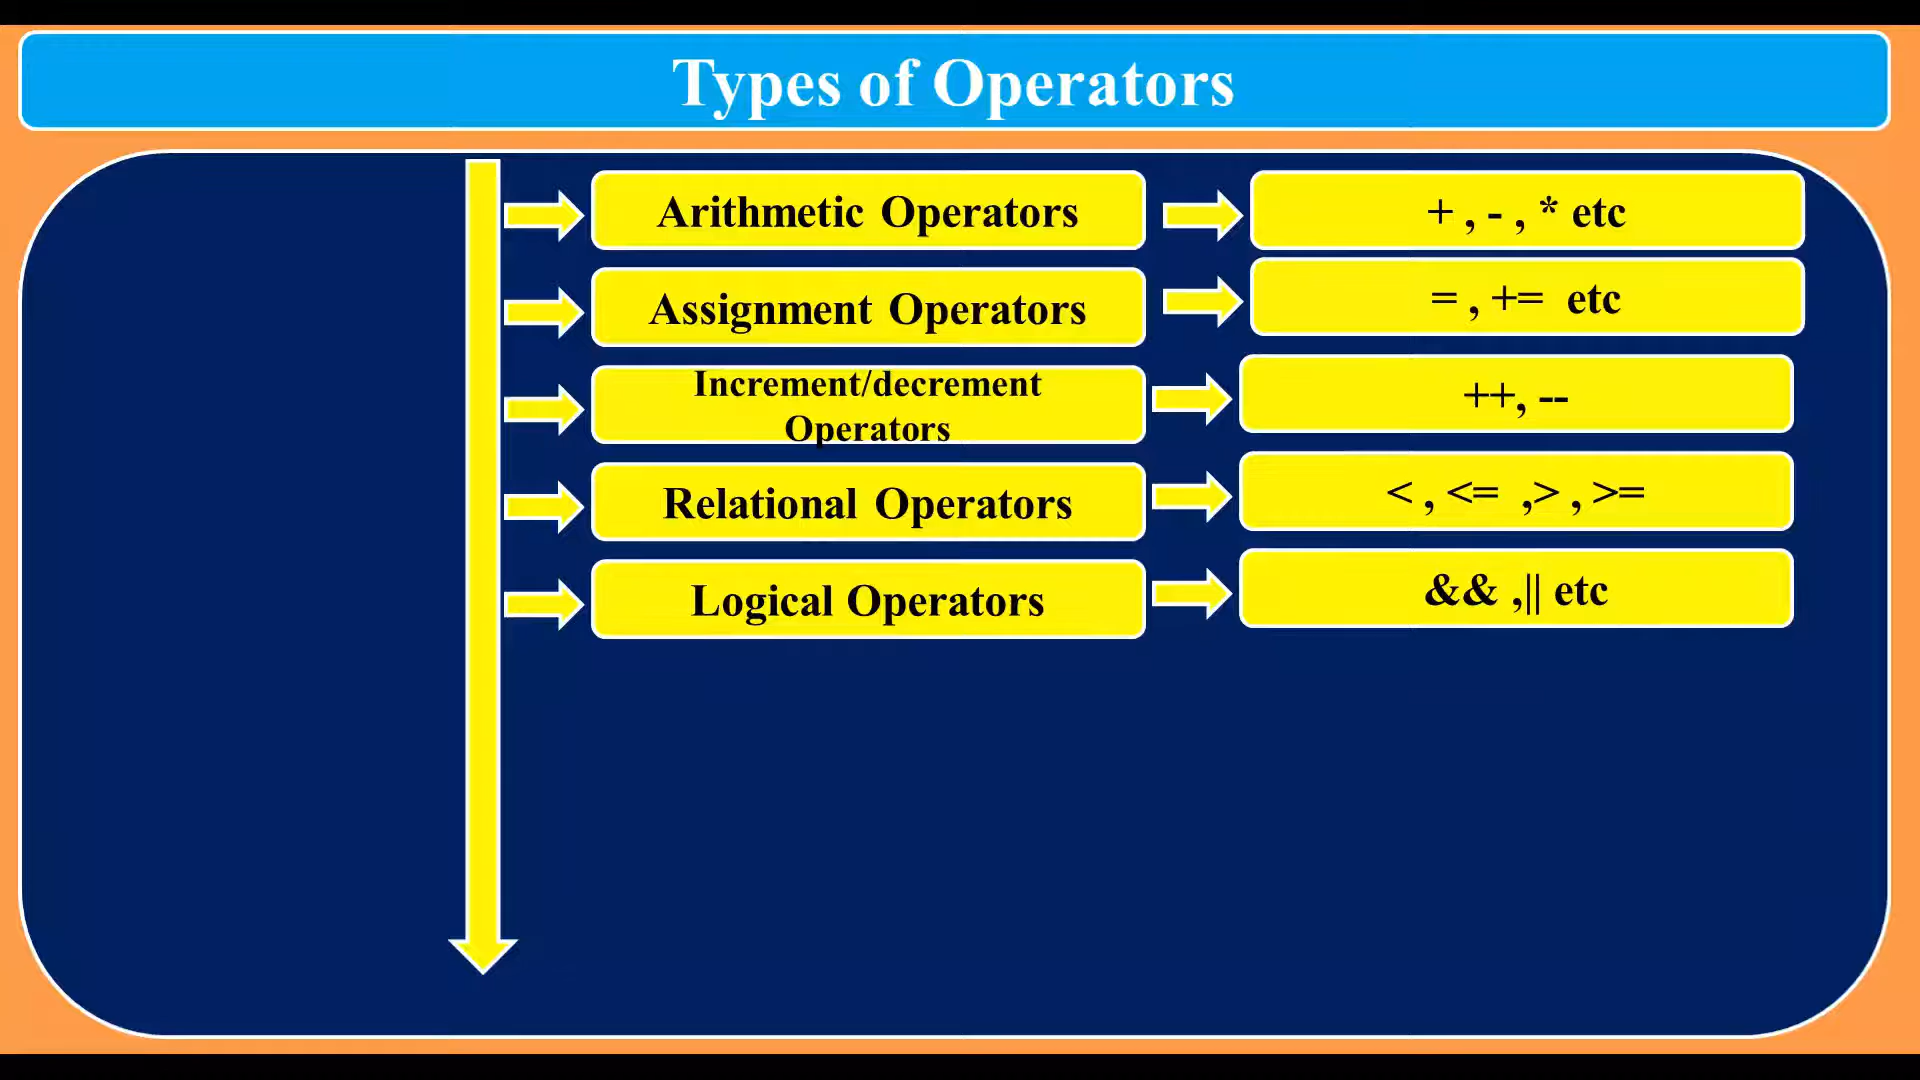 Types of Operators
Arithmetic Operators
+ , - , * etc
Assignment Operators
= , += etc
Increment/decrement
Operators
++, --
Relational Operators
< , <= ,> , >=
Logical Operators
&& ,|| etc